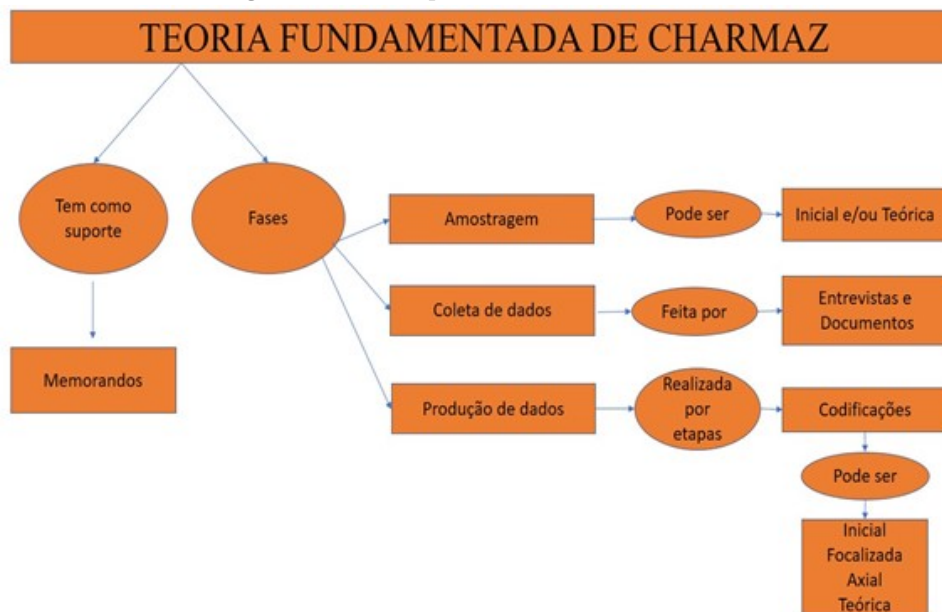 TEORIA FUNDAMENTADA DE CHARMAZ
Tem como
suporte
Memorandos
Fases
Amostragem
Pode ser
Inicial e/ou Teórica
Coleta de dados
Feita por
Entrevistas e
Documentos
Produção de dados
Realizada
por
etapas
Codificações
Pode ser
Inicial
Focalizada
Axial
Teórica